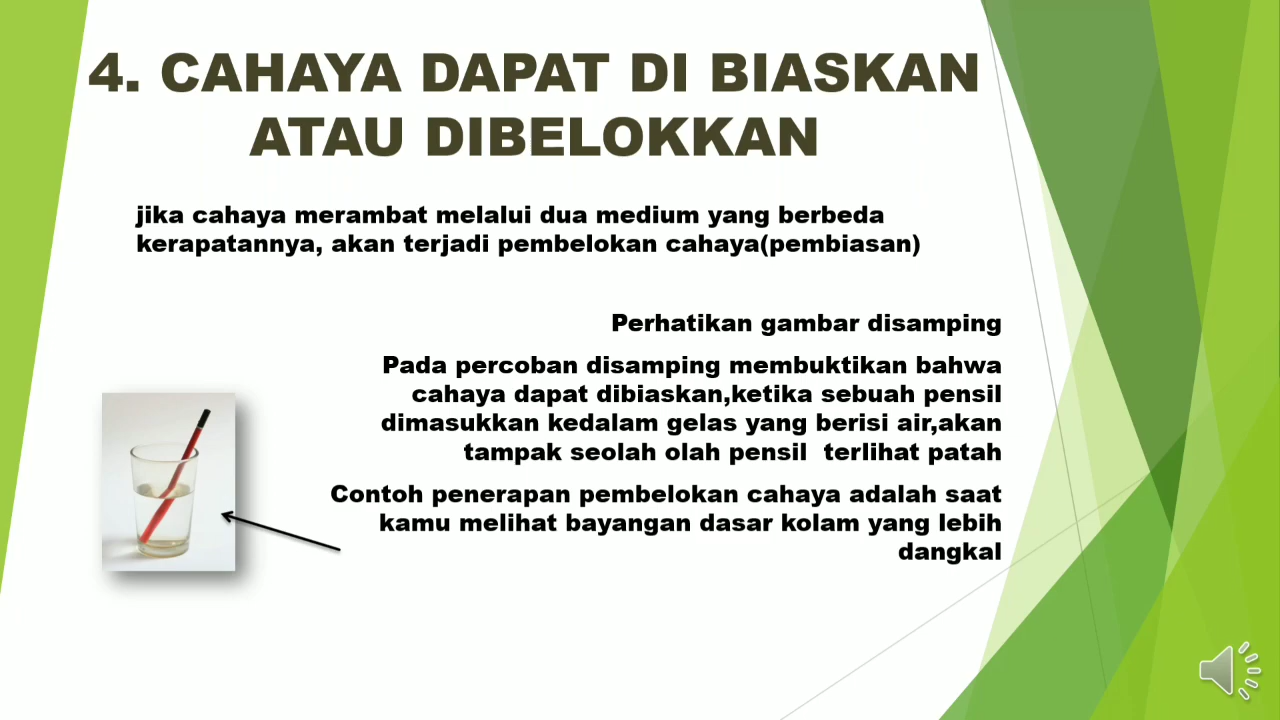 4. CAHAYA DAPAT DI BIASKAN
ATAU DIBELOKKAN
jika cahaya merambat melalui dua medium yang berbeda
kerapatannya, akan terjadi pembelokan cahaya(pembiasan)
Perhatikan gambar disamping
Pada percoban disamping membuktikan bahwa
cahaya dapat dibiaskan,ketika sebuah pensil
dimasukkan kedalam gelas yang berisi air,akan
tampak seolah olah pensil  terlihat patah
Contoh penerapan pembelokan cahaya adalah saat
kamu melihat bayangan dasar kolam yang lebih
dangkal